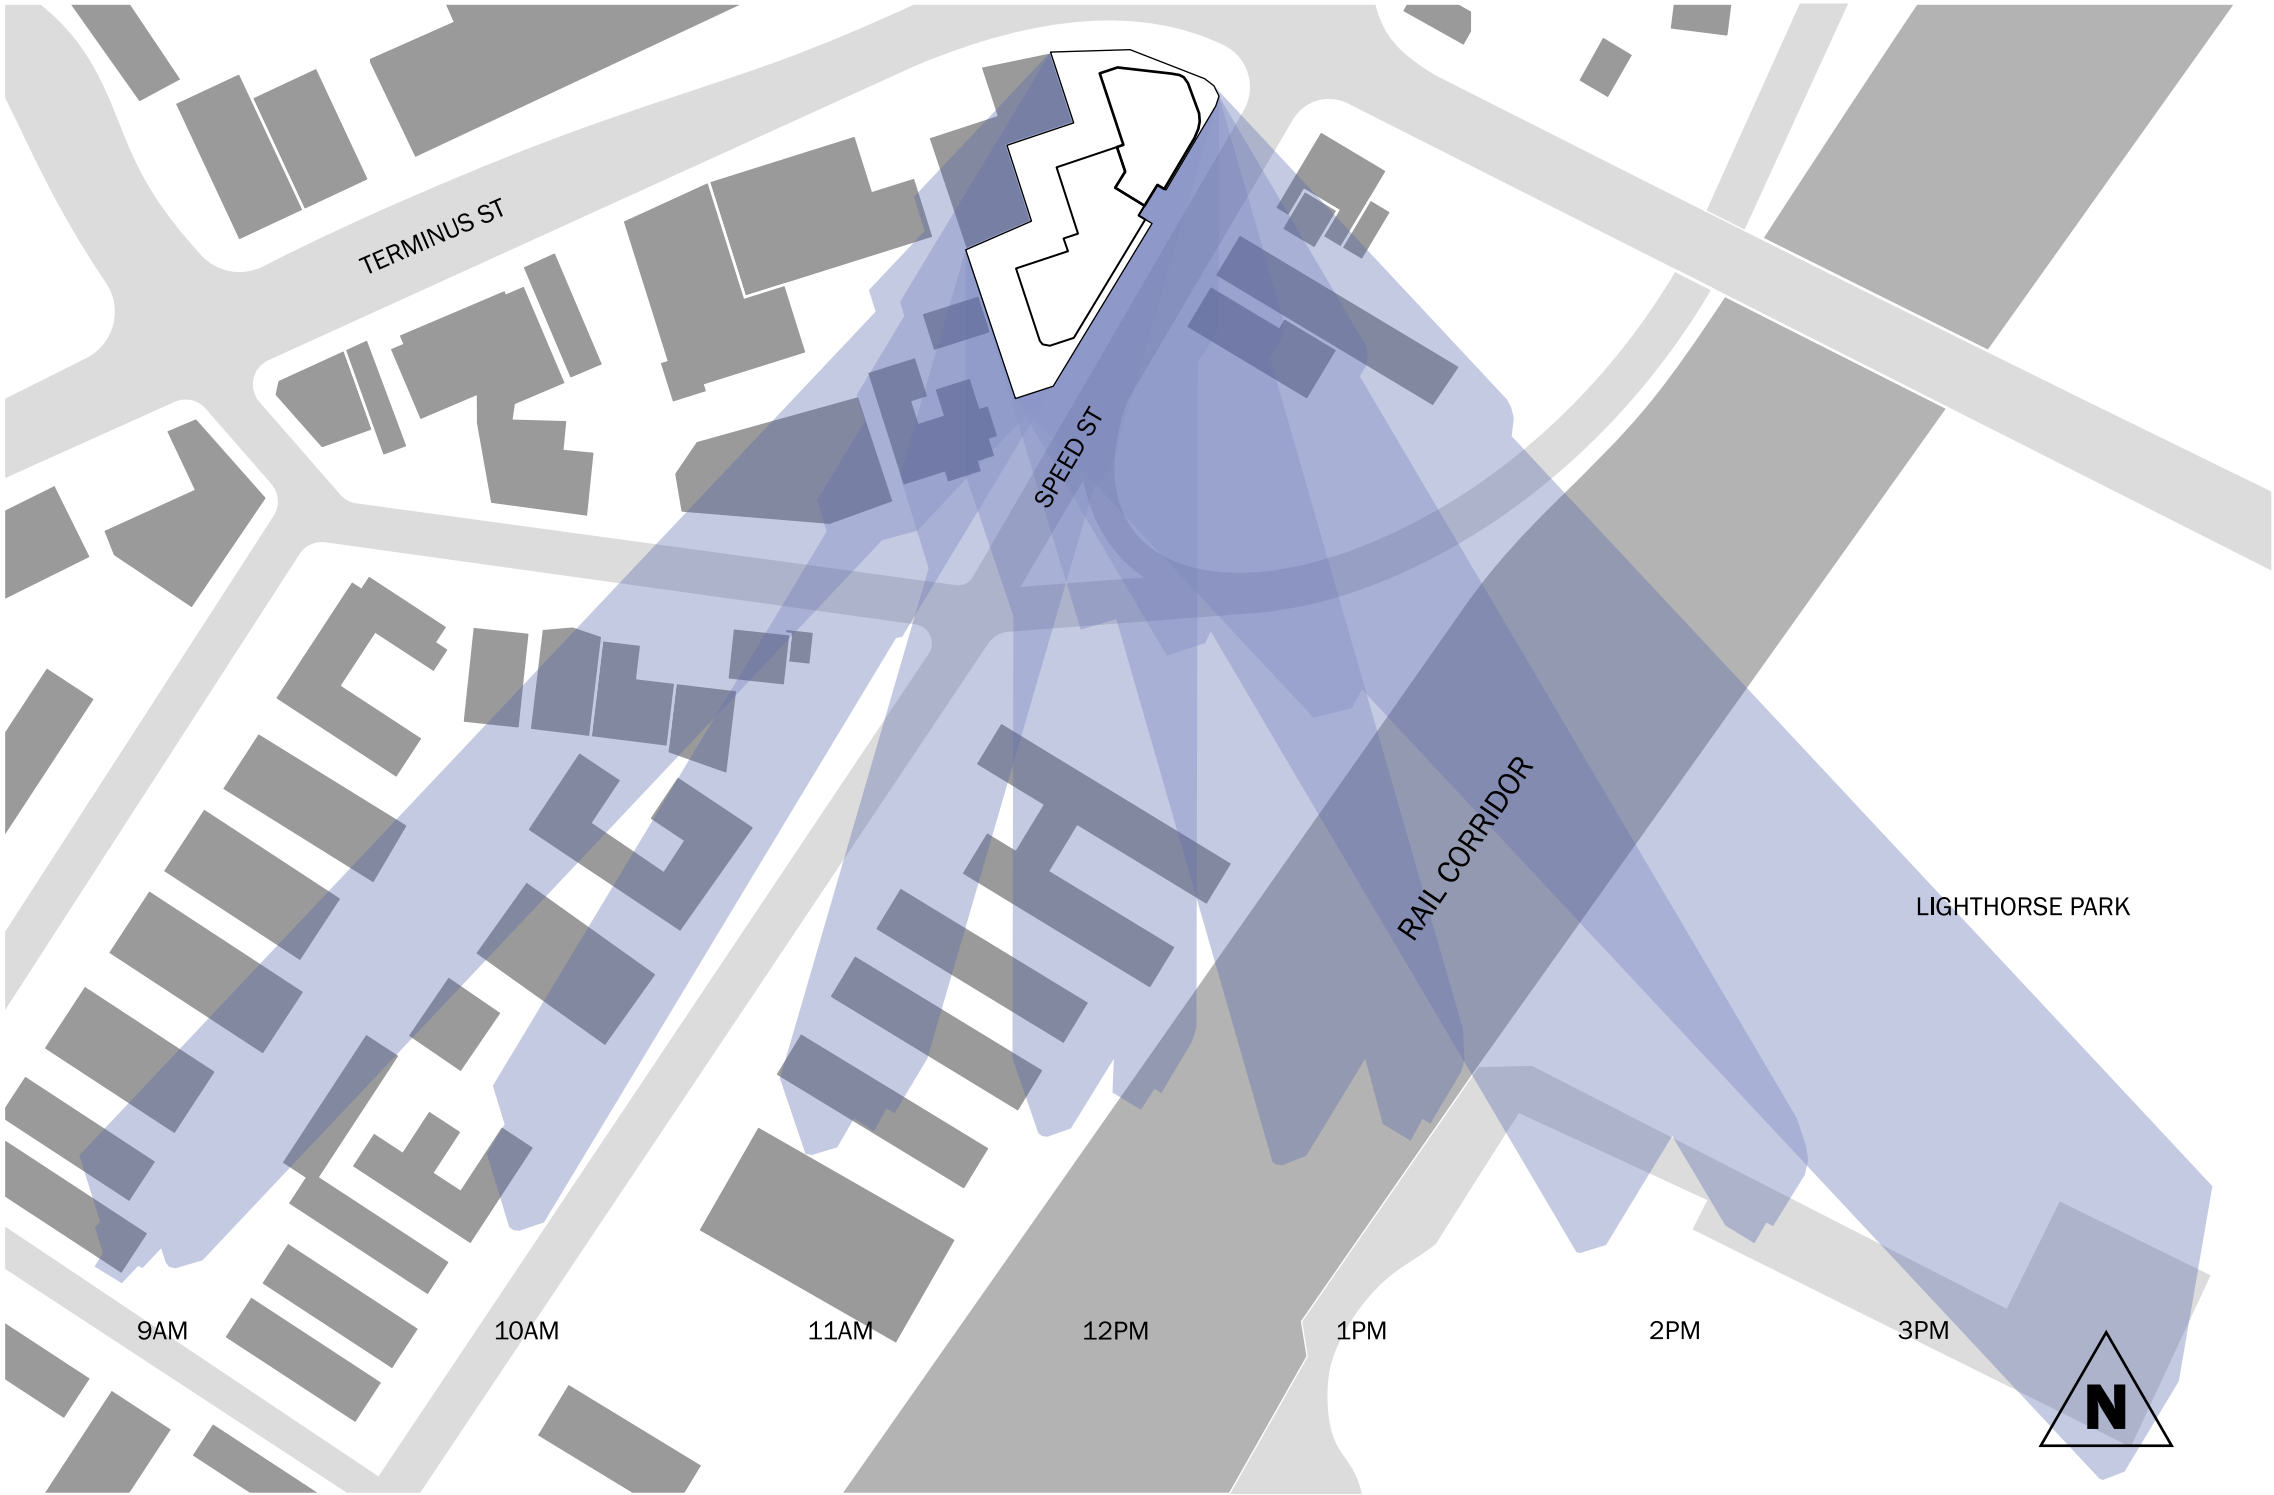 TERMINUS ST
SPEED ST
RAIL CORRIDOR
LIGHTHORSE PARK
9AM
10AM
11AM
12PM
1PM
2PM
3PM
N